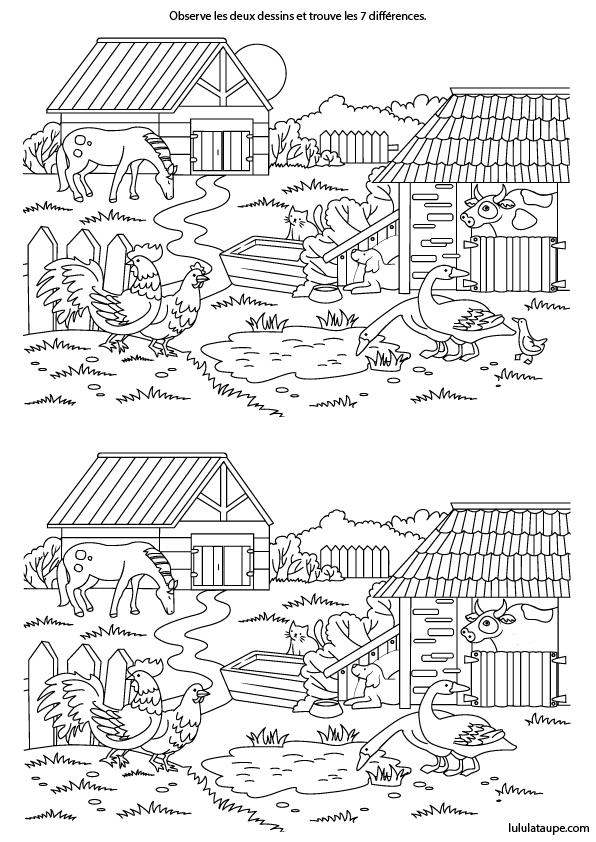 Observe les deux dessins et trouve les 7 différences.
lululataupe.com